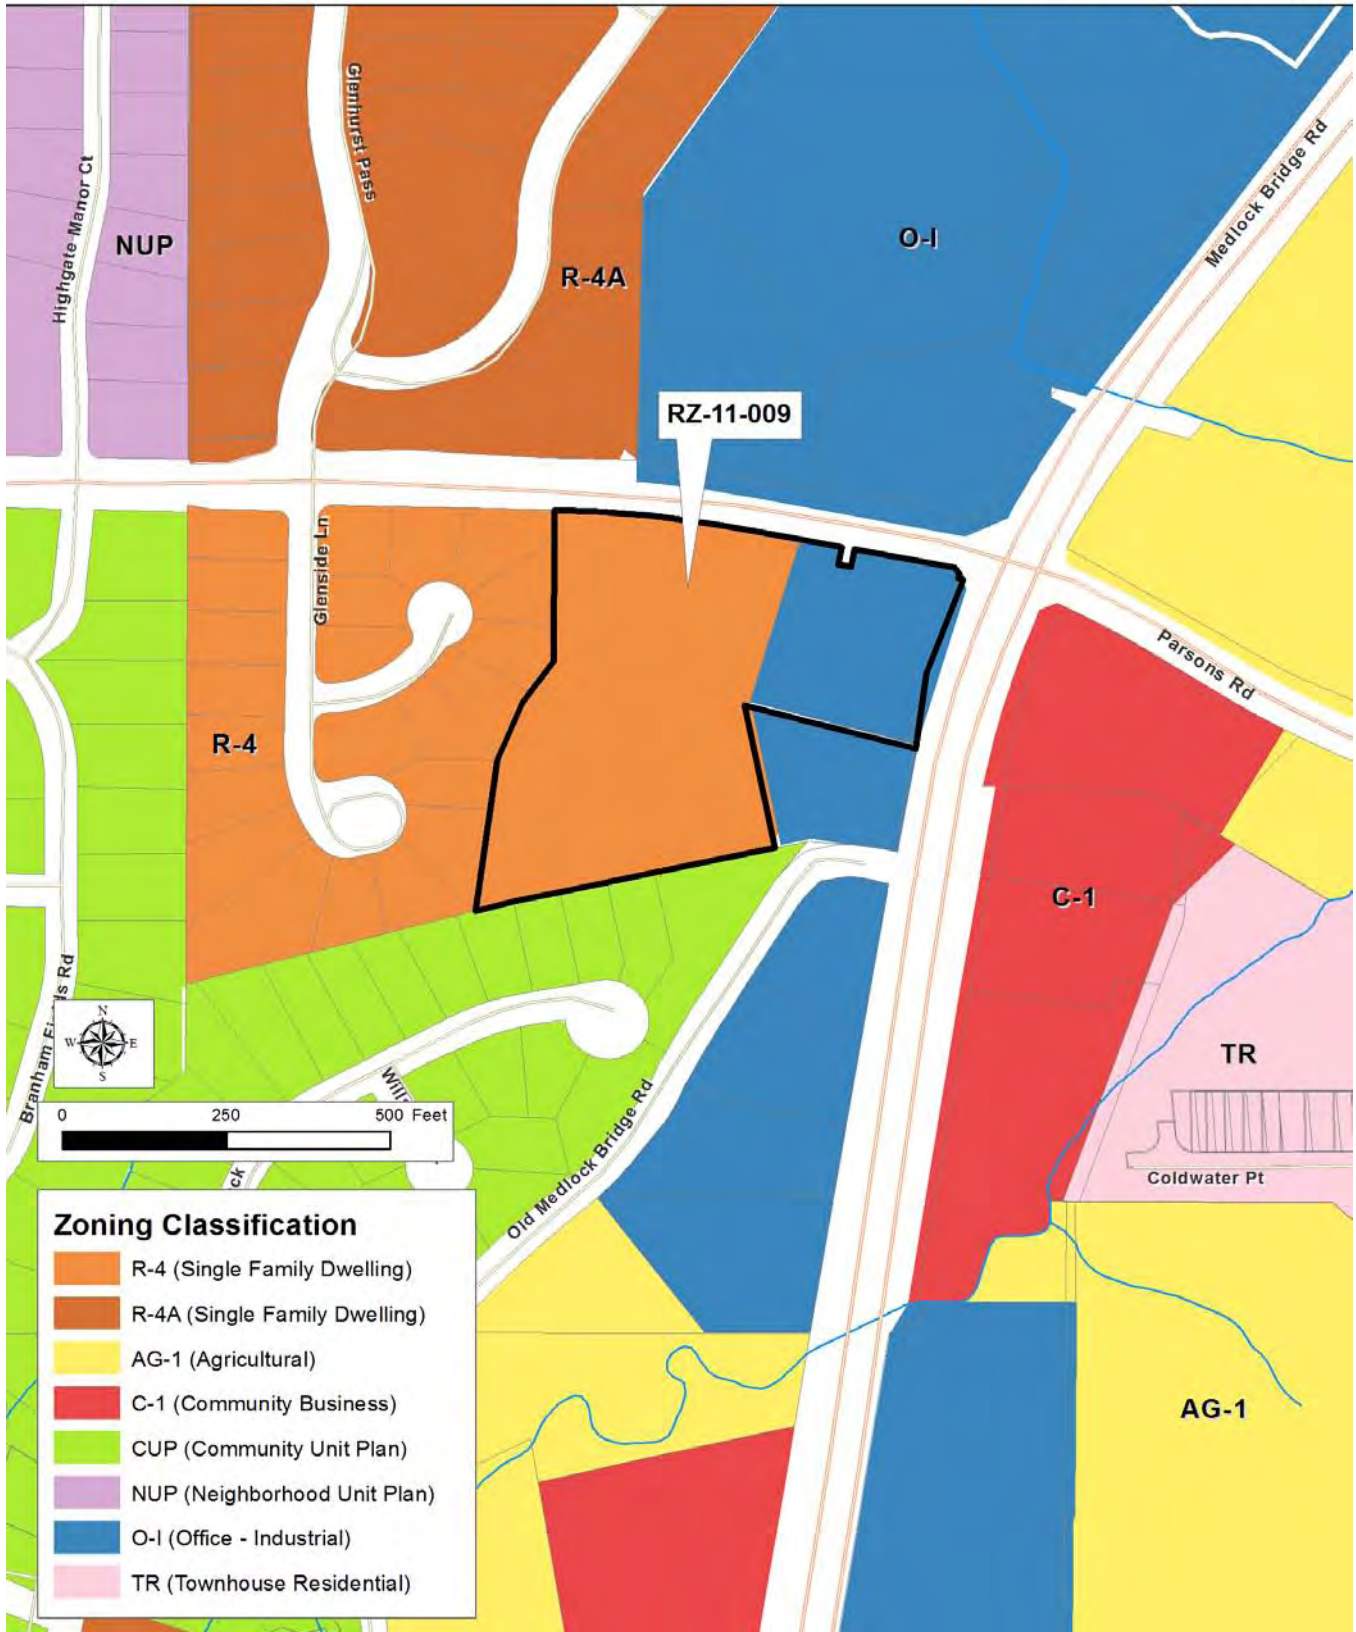 Glenhurst Pass
Medlock Bridge Rd
Highgate Manor Ct
NUP
O-I
R-4A
RZ-11-009
Glenside Ln
Parsons Rd
R-4
C-1
Branham Fields Rd
N
W
E
S
TR
0 250 500 Feet
Old Medlock Bridge Rd
Coldwater Pt
Zoning Classification
R-4 (Single Family Dwelling)
R-4A (Single Family Dwelling)
AG-1 (Agricultural)
C-1 (Community Business)
CUP (Community Unit Plan)
NUP (Neighborhood Unit Plan)
O-I (Office - Industrial)
TR (Townhouse Residential)
AG-1